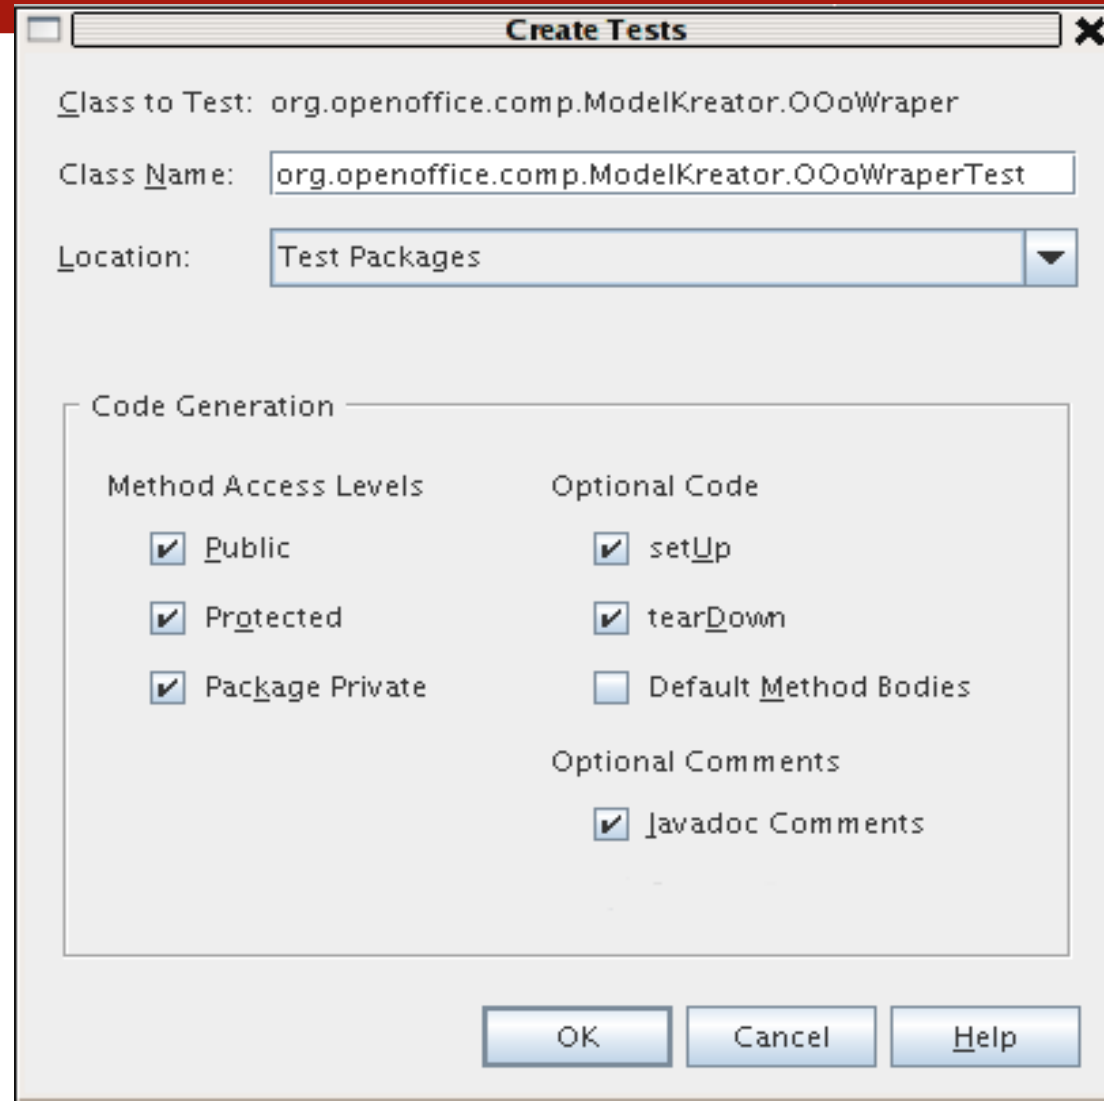 Create Tests
Class to Test: org.openoffice.comp.ModelKreator.OOoWraper
Class Name: org.openoffice.comp.ModelKreator.OOoWraperTest
Location: Test Packages
Code Generation
Method Access Levels
Public
Protected
Package Private
Optional Code
setUp
tearDown
Default Method Bodies
Optional Comments
Javadoc Comments
OK Cancel Help